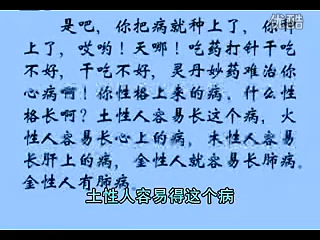 是吧，你把病就种上了，你种
上了，哎哟！天哪！吃药打针干吃
不好，干吃不好，灵丹妙药难治你
心病啊！你性格上来的病，什么性
格长啊？土性人容易长这个病，火
性人容易长心上的病，木性人容易
长肝上的病，金性人就容易长肺病。
金性人有肺病。
土性人容易得这个病
优酷